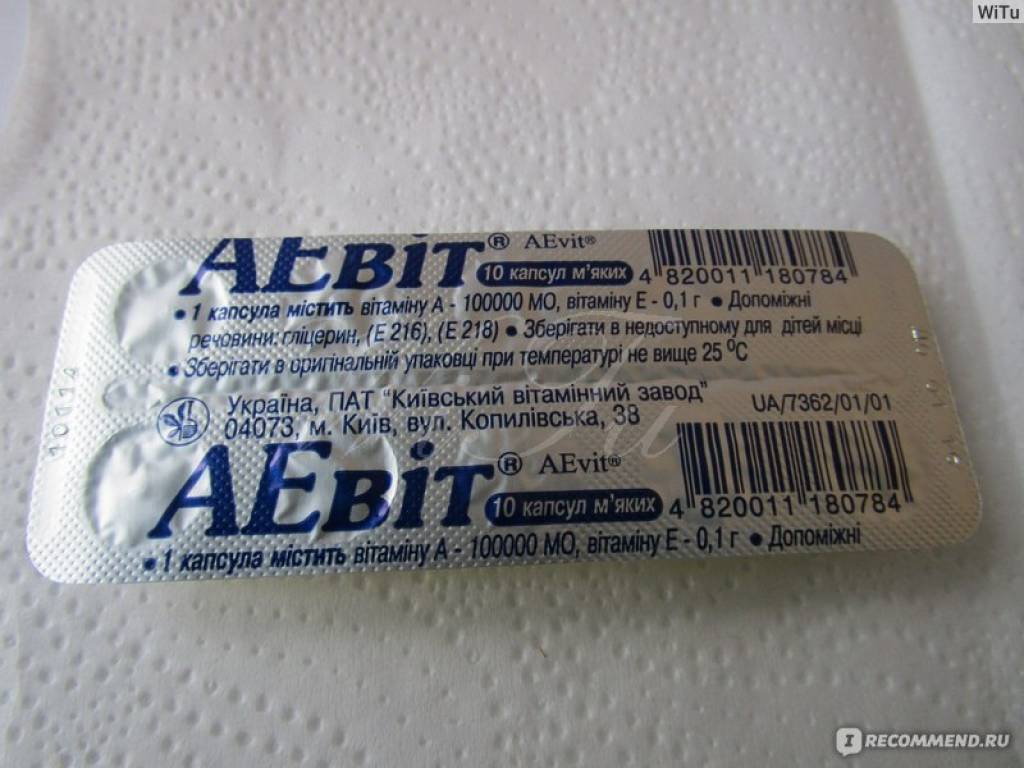 WiTu
АЕвіт® AEvit®
10 капсул м'яких
4 820011 180784
• 1 капсула містить вітаміну А - 100000 МО, вітаміну Е - 0,1 г • Допоміжні
речовини: гліцерин, (Е 216), (Е 218) • Зберігати в недоступному для дітей місці
• Зберігати в оригінальній упаковці при температурі не вище 25 °С
Україна, ПАТ "Київський вітамінний завод"
04073, м. Київ, вул. Копилівська, 38
UA/7362/01/01
10114
АЕвіт® AEvit®
10 капсул м'яких
4 820011 180784
• 1 капсула містить вітаміну А - 100000 МО, вітаміну Е - 0,1 г • Допоміжні
IRECOMMEND.RU